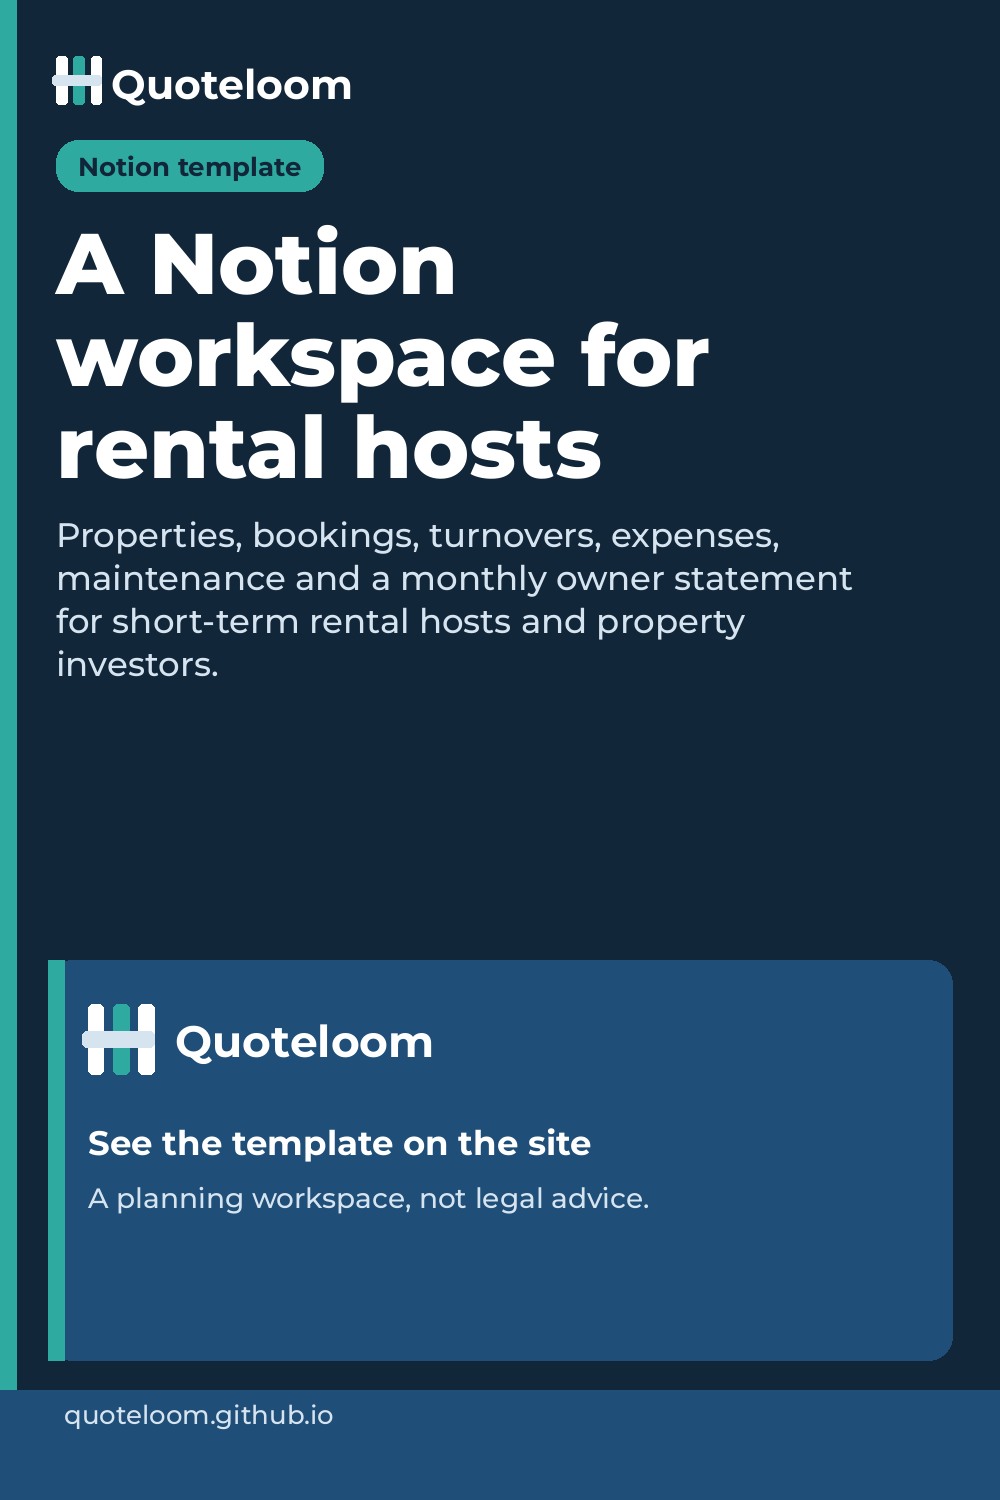 Quoteloom
Notion template
A Notion
workspace for
rental hosts
Properties, bookings, turnovers, expenses,
maintenance and a monthly owner statement
for short-term rental hosts and property
investors.
Quoteloom
See the template on the site
A planning workspace, not legal advice.
quoteloom.github.io